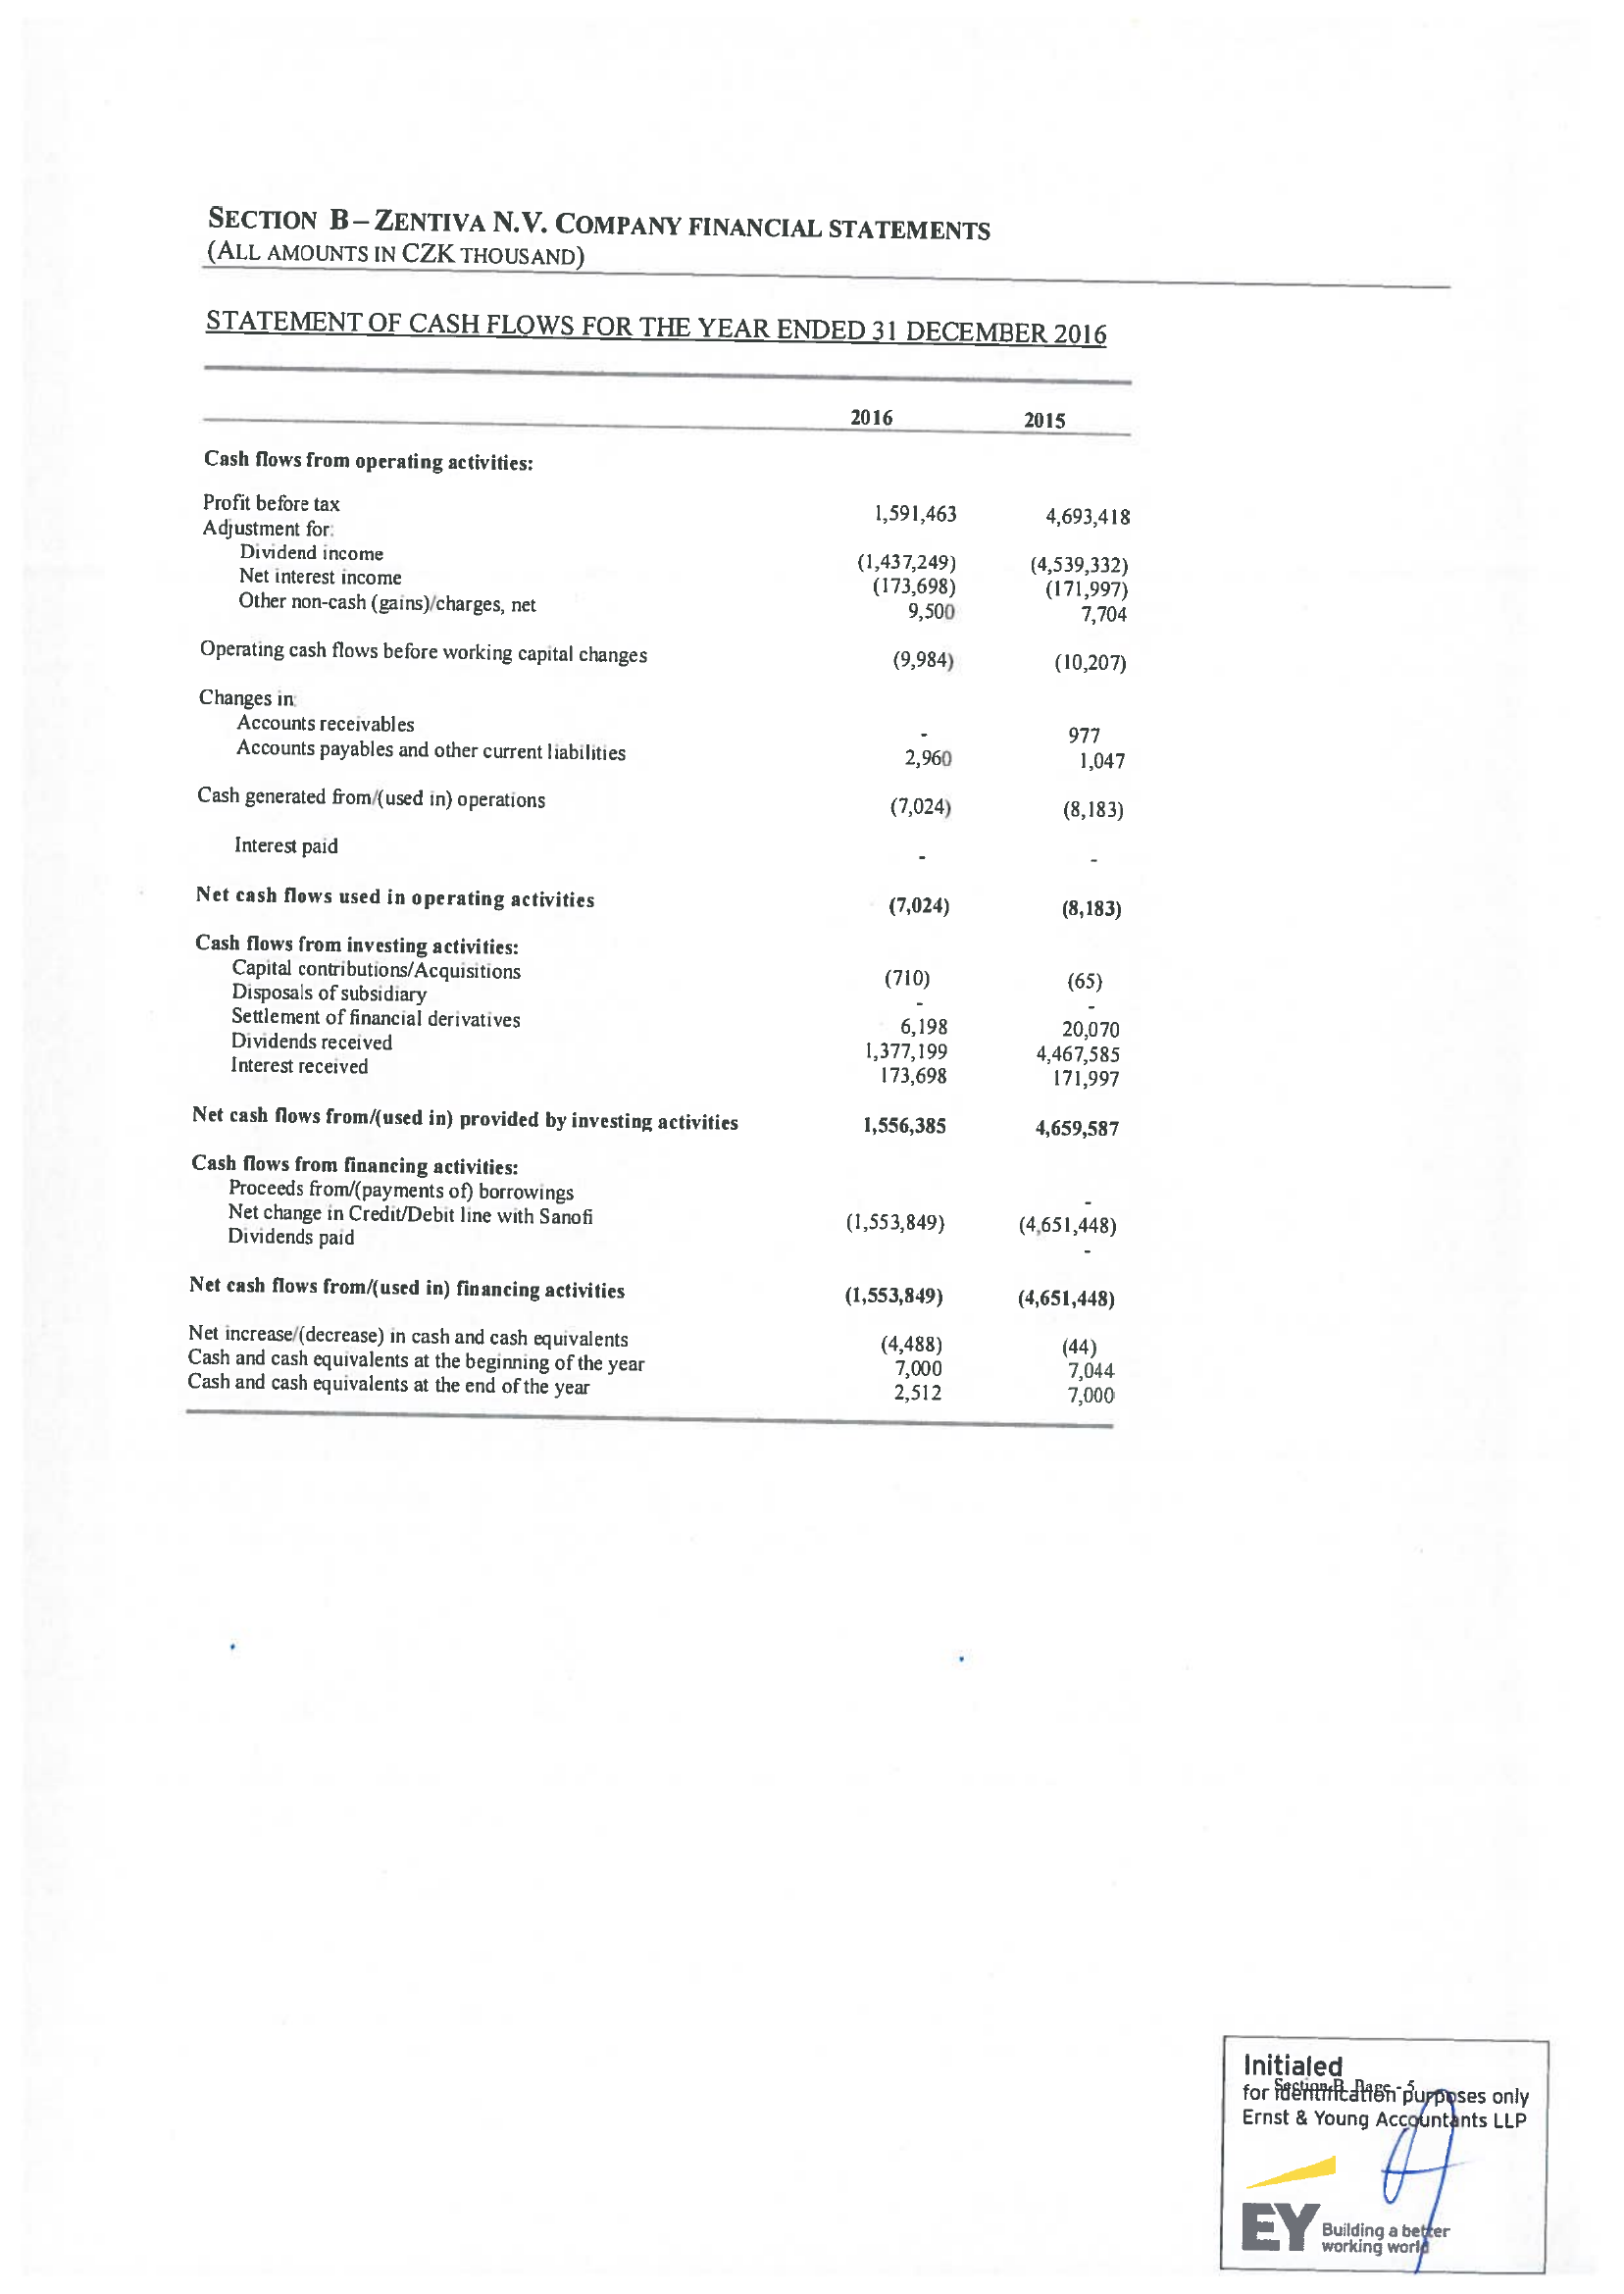 SECTION B – ZENTIVA N.V. COMPANY FINANCIAL STATEMENTS
(ALL AMOUNTS IN CZK THOUSAND)
STATEMENT OF CASH FLOWS FOR THE YEAR ENDED 31 DECEMBER 2016
2016 2015
Cash flows from operating activities:
Profit before tax 1,591,463 4,693,418
Adjustment for:
Dividend income (1,437,249) (4,539,332)
Net interest income (173,698) (171,997)
Other non-cash (gains)/charges, net 9,500 7,704
Operating cash flows before working capital changes (9,984) (10,207)
Changes in:
Accounts receivables - 977
Accounts payables and other current liabilities 2,960 1,047
Cash generated from/(used in) operations (7,024) (8,183)
Interest paid - -
Net cash flows used in operating activities (7,024) (8,183)
Cash flows from investing activities:
Capital contributions/Acquisitions (710) (65)
Disposals of subsidiary - -
Settlement of financial derivatives 6,198 20,070
Dividends received 1,377,199 4,467,585
Interest received 173,698 171,997
Net cash flows from/(used in) provided by investing activities 1,556,385 4,659,587
Cash flows from financing activities:
Proceeds from/(payments of) borrowings -
Net change in Credit/Debit line with Sanofi (1,553,849) (4,651,448)
Dividends paid -
Net cash flows from/(used in) financing activities (1,553,849) (4,651,448)
Net increase/(decrease) in cash and cash equivalents (4,488) (44)
Cash and cash equivalents at the beginning of the year 7,000 7,044
Cash and cash equivalents at the end of the year 2,512 7,000
Initialed
Section B Page - 5
for identification purposes only
Ernst & Young Accountants LLP
EY Building a better
working world